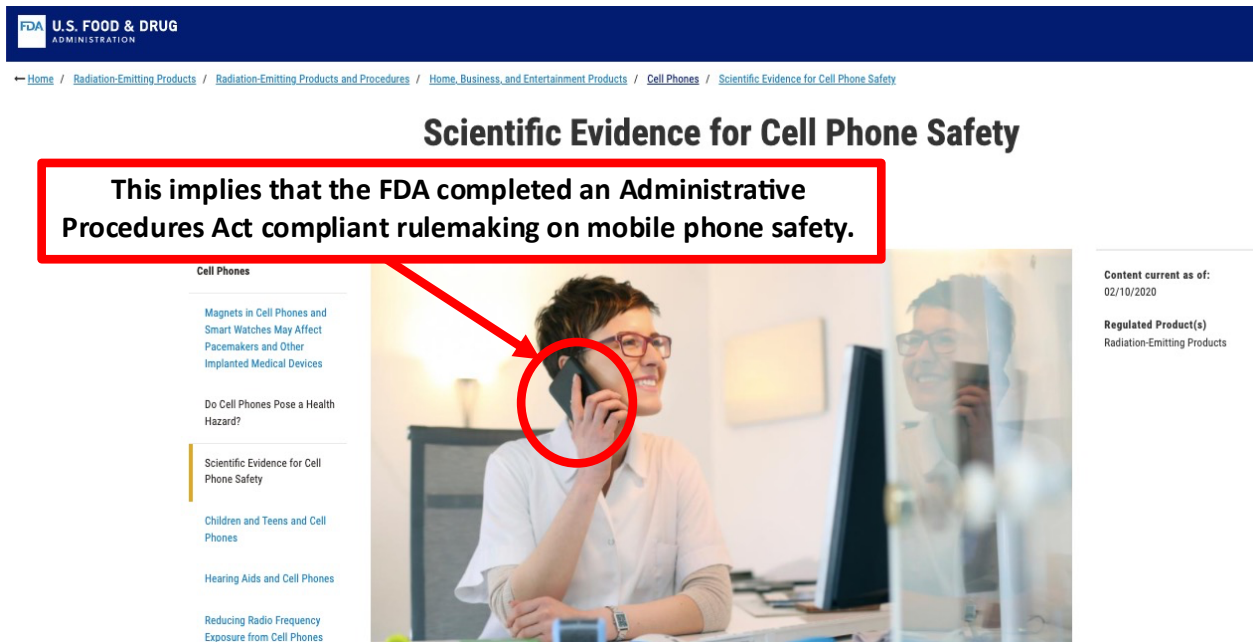 FDA U.S. FOOD & DRUG
ADMINISTRATION
←Home / Radiation-Emitting Products / Radiation-Emitting Products and Procedures / Home, Business, and Entertainment Products / Cell Phones / Scientific Evidence for Cell Phone Safety
Scientific Evidence for Cell Phone Safety
This implies that the FDA completed an Administrative
Procedures Act compliant rulemaking on mobile phone safety.
Cell Phones
Magnets in Cell Phones and
Smart Watches May Affect
Pacemakers and Other
Implanted Medical Devices
Do Cell Phones Pose a Health
Hazard?
Scientific Evidence for Cell
Phone Safety
Children and Teens and Cell
Phones
Hearing Aids and Cell Phones
Reducing Radio Frequency
Exposure from Cell Phones
Content current as of:
02/10/2020
Regulated Product(s)
Radiation-Emitting Products